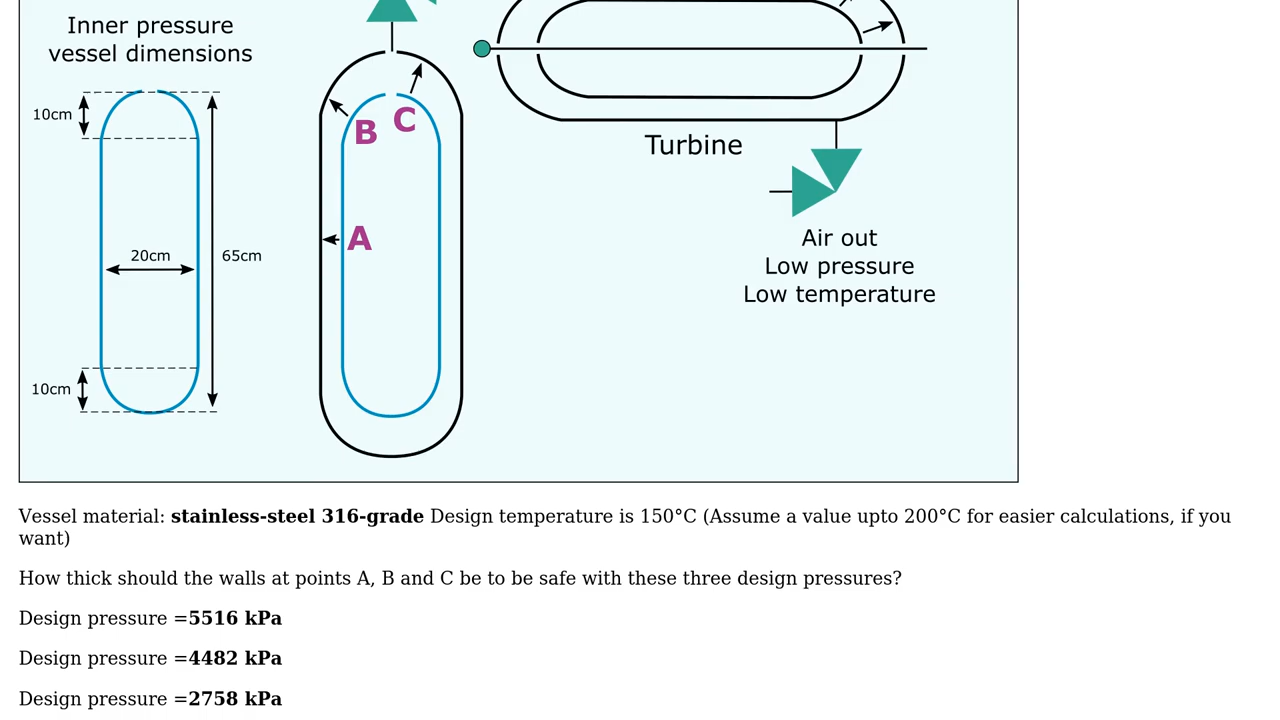 Inner pressure
vessel dimensions
10cm
20cm
65cm
10cm
B
C
A
Turbine
Air out
Low pressure
Low temperature
Vessel material: stainless-steel 316-grade Design temperature is 150°C (Assume a value upto 200°C for easier calculations, if you
want)
How thick should the walls at points A, B and C be to be safe with these three design pressures?
Design pressure =5516 kPa
Design pressure =4482 kPa
Design pressure =2758 kPa